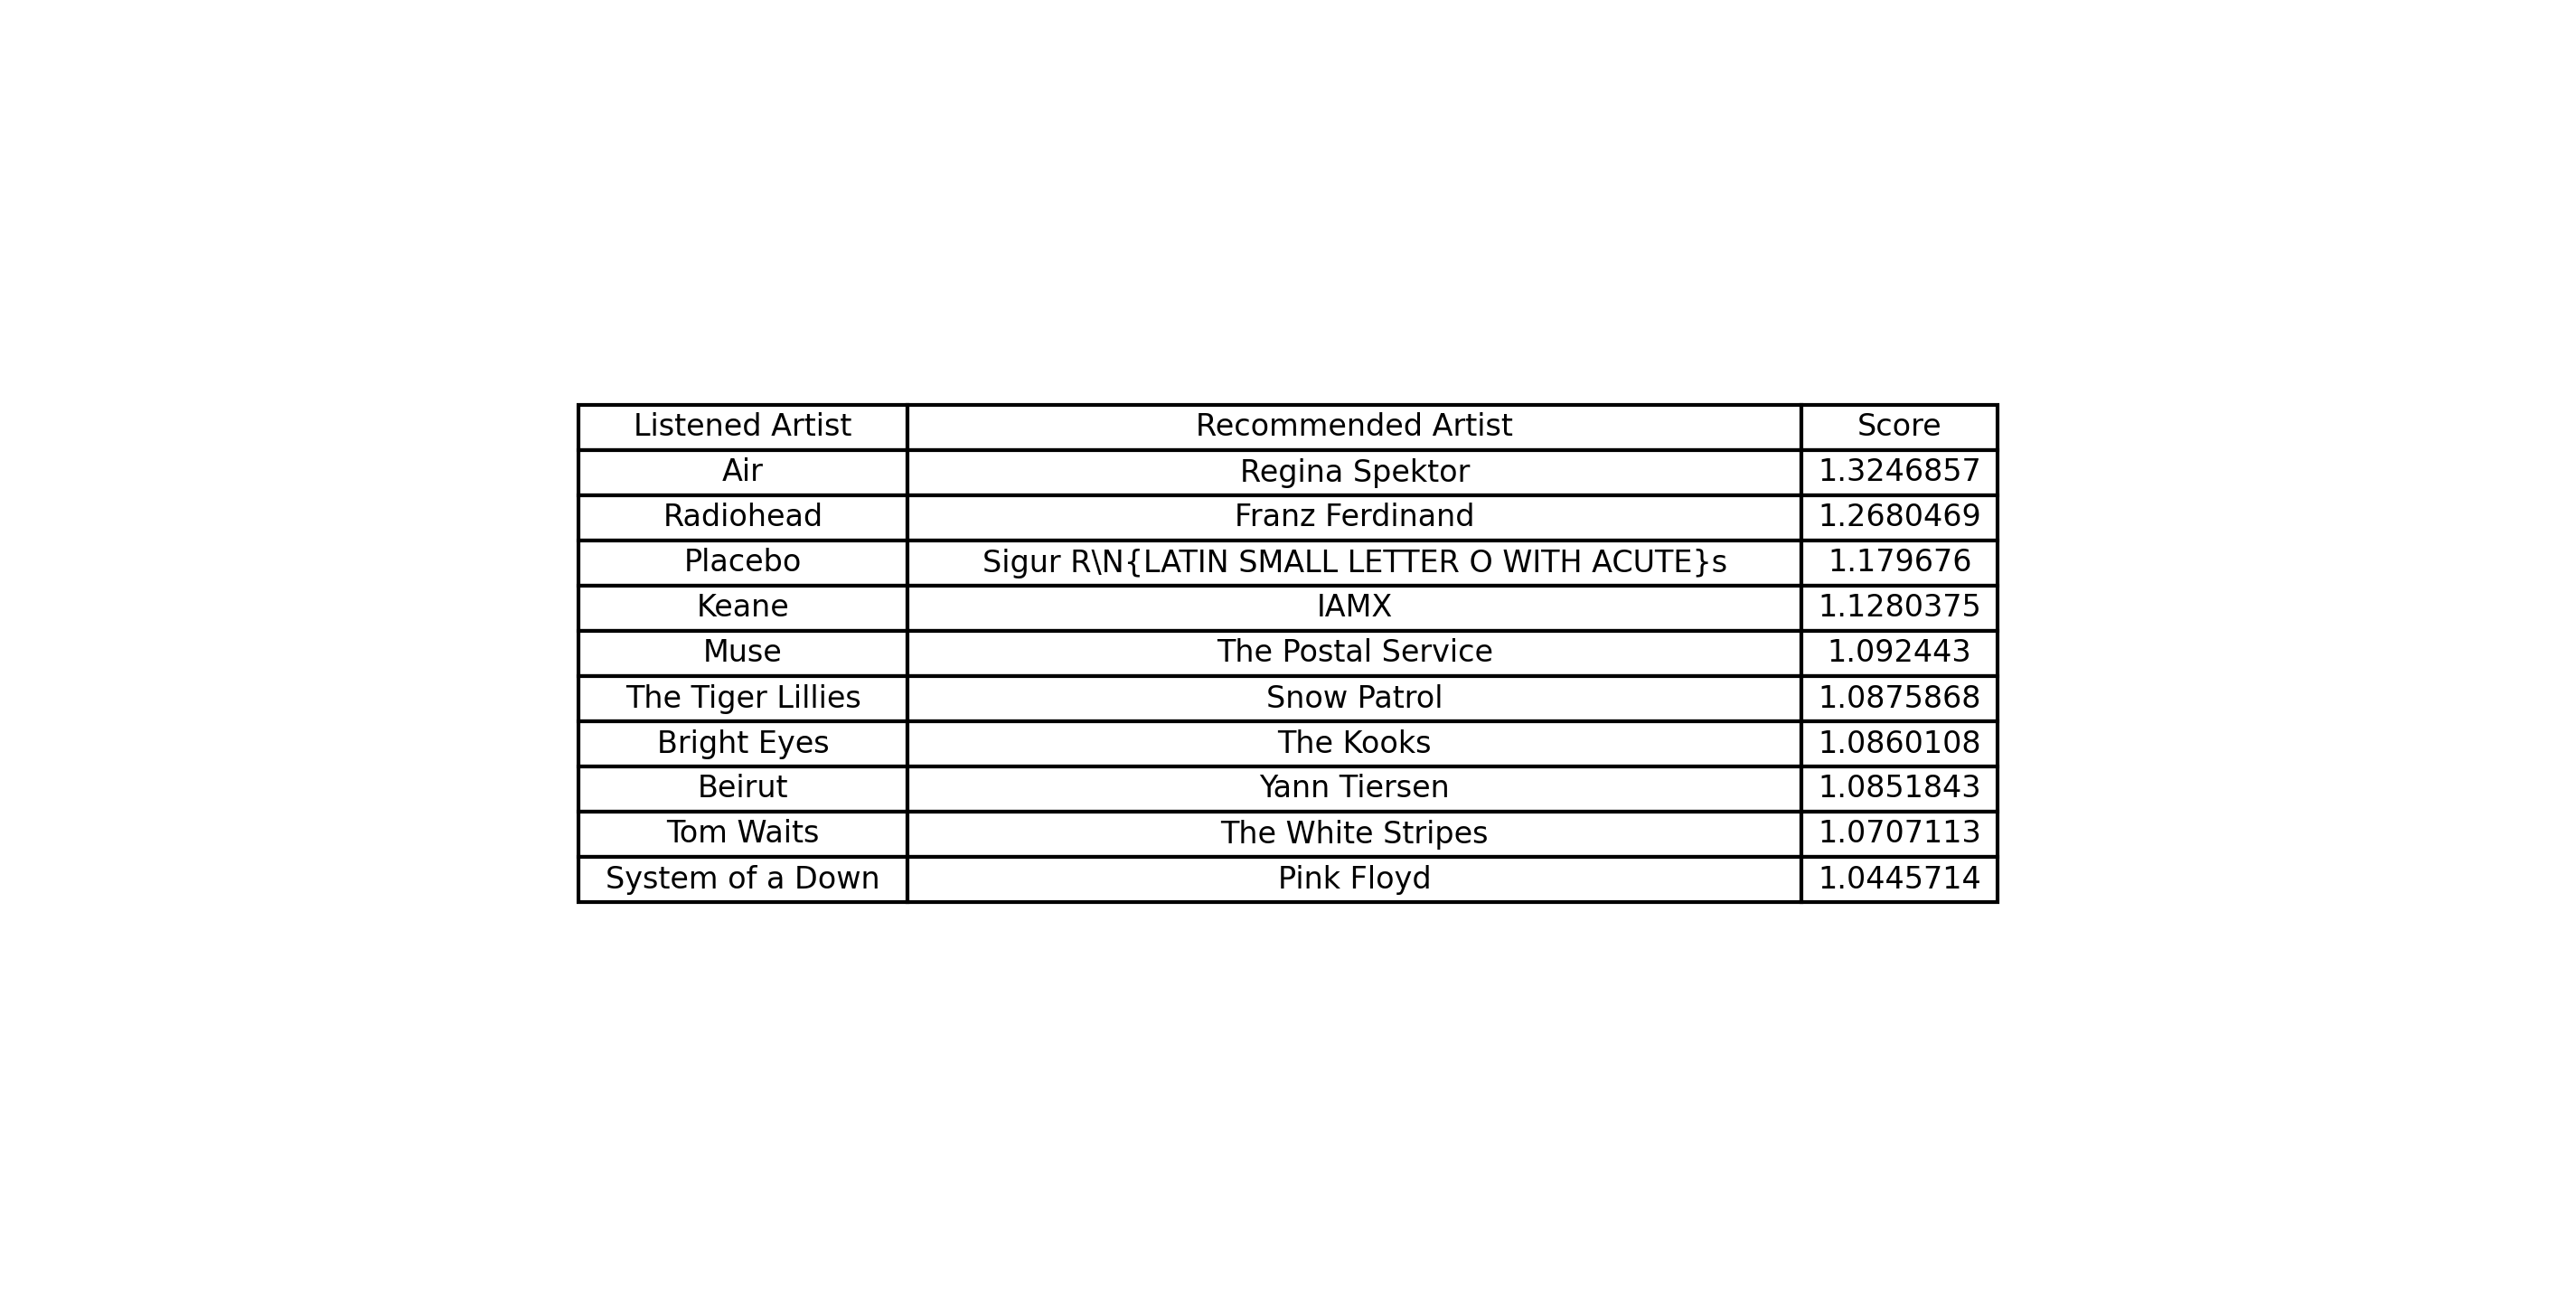 Listened Artist Recommended Artist Score
Air Regina Spektor 1.3246857
Radiohead Franz Ferdinand 1.2680469
Placebo Sigur R\N{LATIN SMALL LETTER O WITH ACUTE}s 1.179676
Keane IAMX 1.1280375
Muse The Postal Service 1.092443
The Tiger Lillies Snow Patrol 1.0875868
Bright Eyes The Kooks 1.0860108
Beirut Yann Tiersen 1.0851843
Tom Waits The White Stripes 1.0707113
System of a Down Pink Floyd 1.0445714